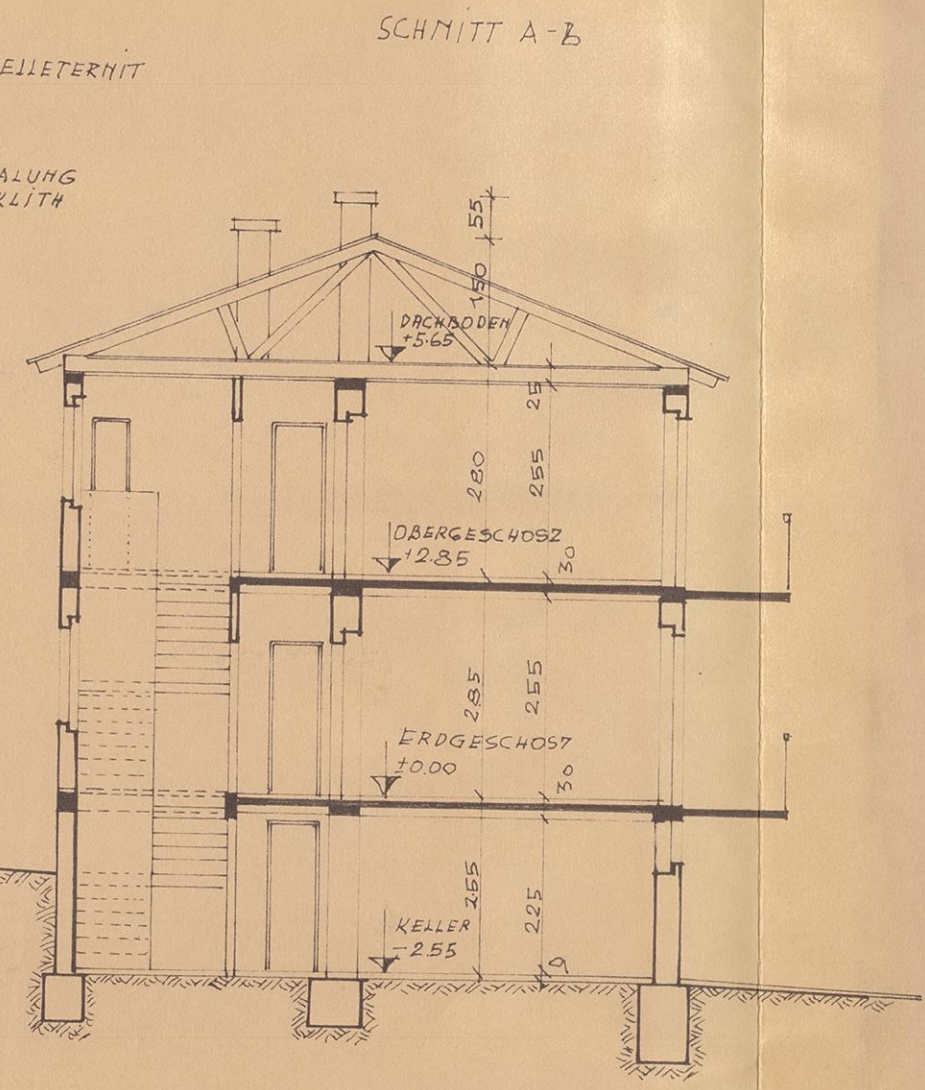 SCHNITT A-B
ELLETERNIT
ALUNG
KLITH
55
150
DACHBODEN
+5.65
25
280
255
OBERGESCHOSZ
+2.85
30
285
255
ERDGESCHOSZ
±0.00
30
255
225
KELLER
-2.55
9